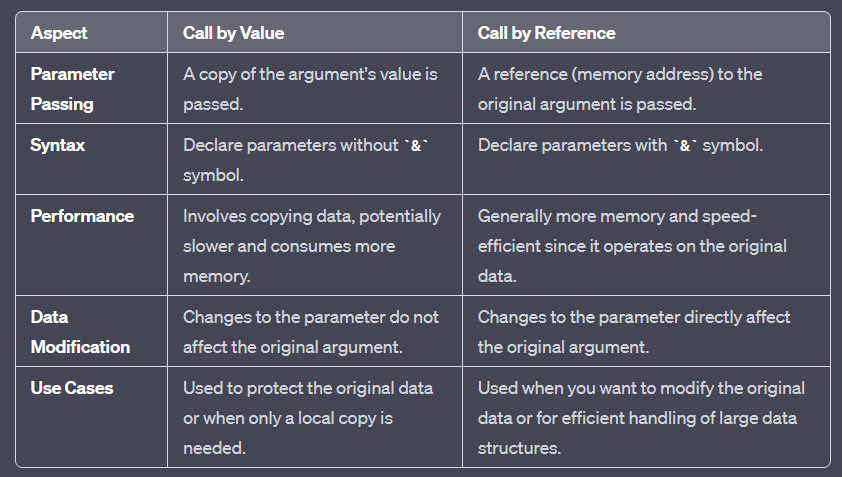 Aspect Call by Value Call by Reference
Parameter Passing A copy of the argument's value is passed. A reference (memory address) to the original argument is passed.
Syntax Declare parameters without `&` symbol. Declare parameters with `&` symbol.
Performance Involves copying data, potentially slower and consumes more memory. Generally more memory and speed-efficient since it operates on the original data.
Data Modification Changes to the parameter do not affect the original argument. Changes to the parameter directly affect the original argument.
Use Cases Used to protect the original data or when only a local copy is needed. Used when you want to modify the original data or for efficient handling of large data structures.